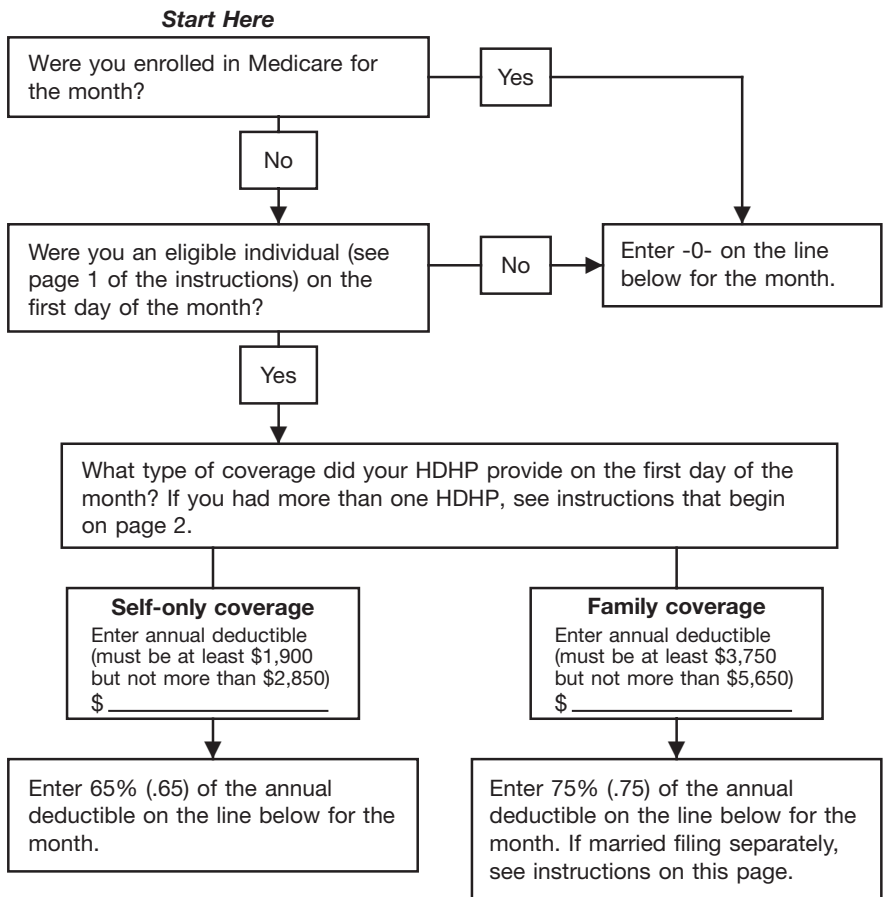 Start Here
Were you enrolled in Medicare for
the month?
Yes
No
Were you an eligible individual (see
page 1 of the instructions) on the
first day of the month?
No
Enter -0- on the line
below for the month.
Yes
What type of coverage did your HDHP provide on the first day of the
month? If you had more than one HDHP, see instructions that begin
on page 2.
Self-only coverage
Enter annual deductible
(must be at least $1,900
but not more than $2,850)
$
Family coverage
Enter annual deductible
(must be at least $3,750
but not more than $5,650)
$
Enter 65% (.65) of the annual
deductible on the line below for the
month.
Enter 75% (.75) of the annual
deductible on the line below for the
month. If married filing separately,
see instructions on this page.